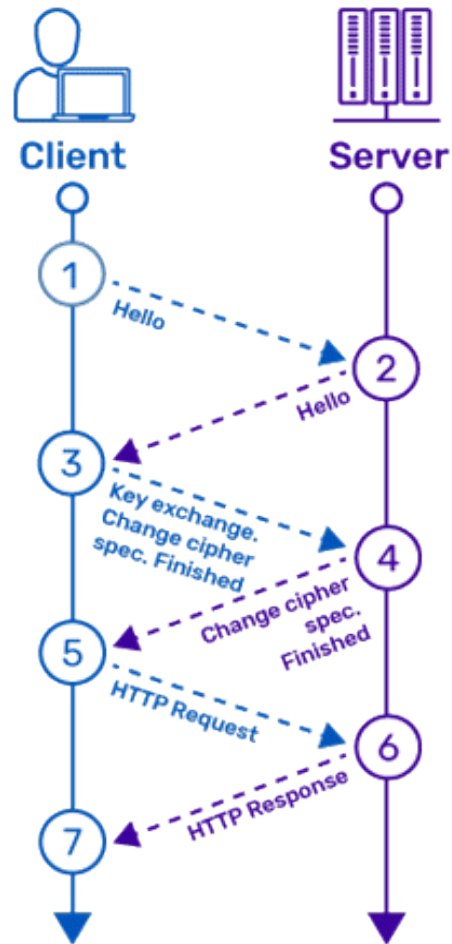 Client
Server
1
Hello
2
Hello
3
Key exchange.
Change cipher
spec. Finished
4
Change cipher
spec.
Finished
5
HTTP Request
6
HTTP Response
7